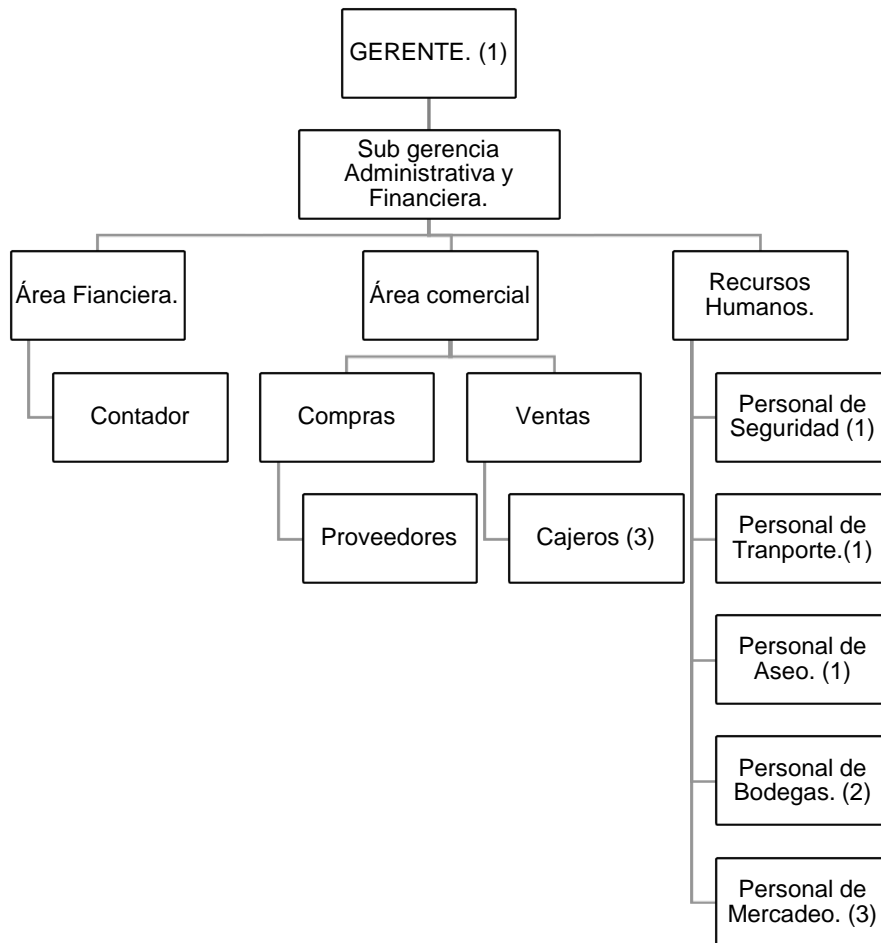 GERENTE. (1)
Sub gerencia
Administrativa y
Financiera.
Área Fianciera.
Área comercial
Recursos
Humanos.
Contador
Compras
Ventas
Personal de
Seguridad (1)
Proveedores
Cajeros (3)
Personal de
Tranporte.(1)
Personal de
Aseo. (1)
Personal de
Bodegas. (2)
Personal de
Mercadeo. (3)